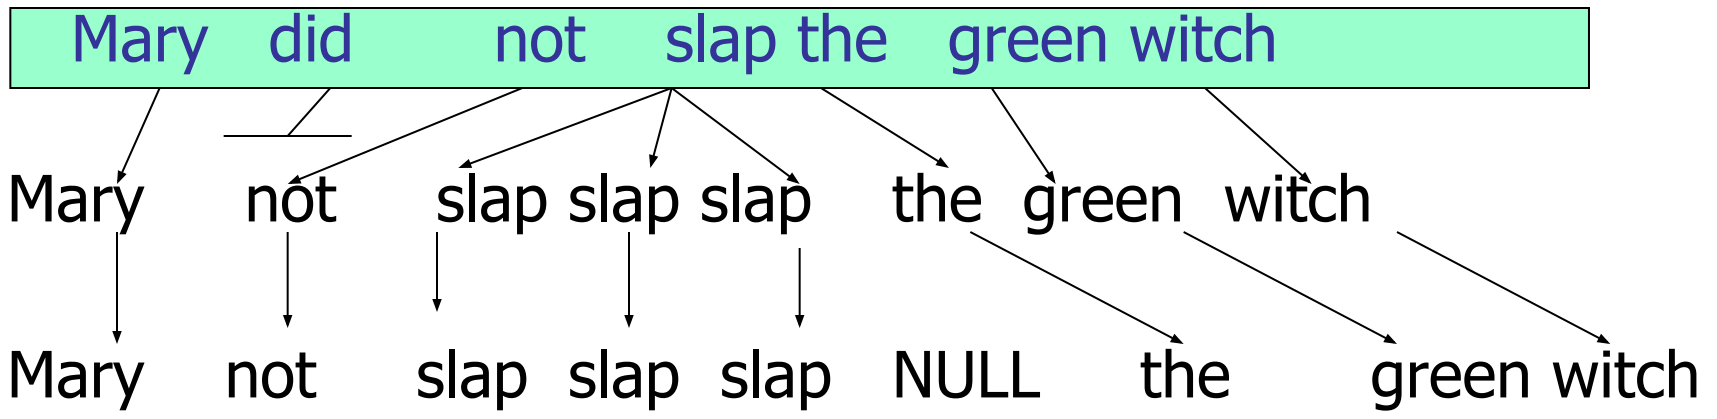 Mary did not slap the green witch
Mary not slap slap slap the green witch
Mary not slap slap slap NULL the green witch